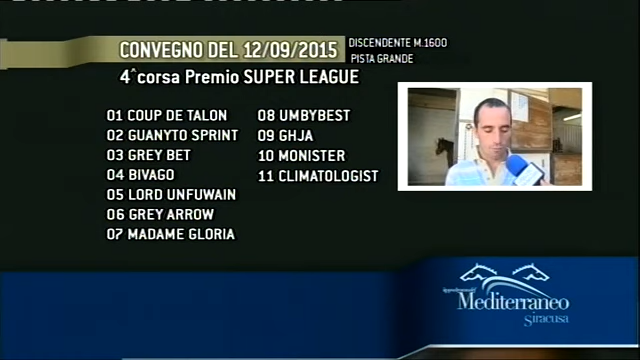 CONVEGNO DEL 12/09/2015
DISCENDENTE M.1600
PISTA GRANDE
4^corsa Premio SUPER LEAGUE
01 COUP DE TALON
02 GUANYTO SPRINT
03 GREY BET
04 BIVAGO
05 LORD UNFUWAIN
06 GREY ARROW
07 MADAME GLORIA
08 UMBYBEST
09 GHJA
10 MONISTER
11 CLIMATOLOGIST
Ippodromo del
Mediterraneo
Siracusa